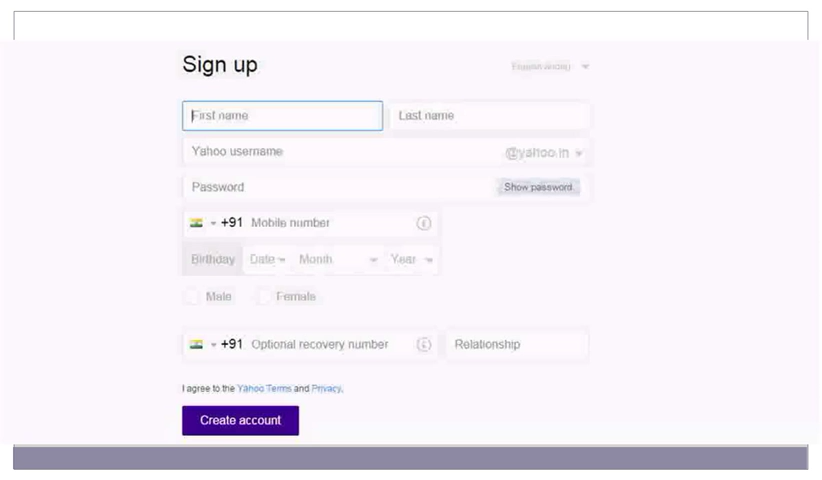 Sign up
First name
Last name
Yahoo username
@yahoo.in
Password
Show password
+91 Mobile number
Birthday Date Month Year
Male Female
+91 Optional recovery number
Relationship
I agree to the Yahoo Terms and Privacy.
Create account